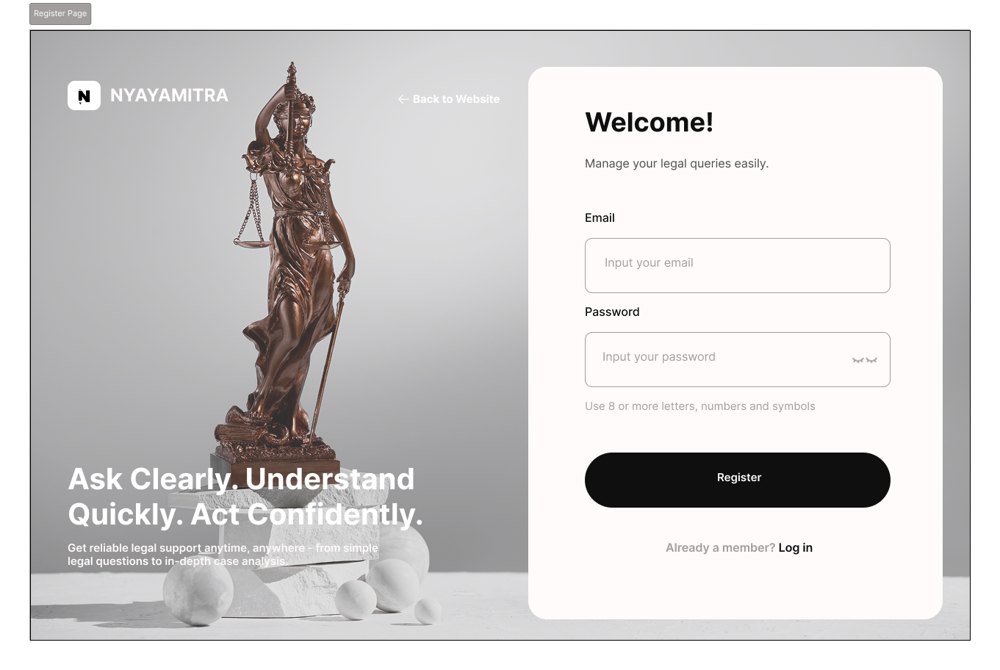 Register Page
N
NYAYAMITRA
← Back to Website
Ask Clearly. Understand
Quickly. Act Confidently.
Get reliable legal support anytime, anywhere - from simple
legal questions to in-depth case analysis.
Welcome!
Manage your legal queries easily.
Email
Input your email
Password
Input your password
Use 8 or more letters, numbers and symbols
Register
Already a member? Log in